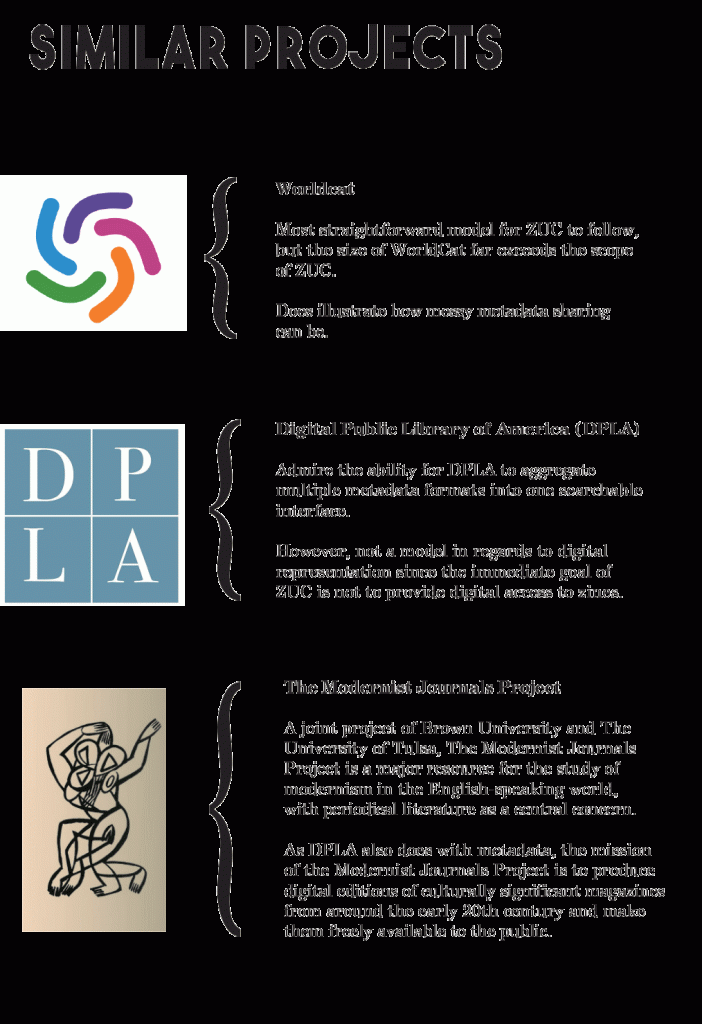 SIMILAR PROJECTS
Worldcat
Most straightforward model for ZUC to follow,
but the size of WorldCat far exceeds the scope
of ZUC.
Does illustrate how messy metadata sharing
can be.
D P
L A
Digital Public Library of America (DPLA)
Admire the ability for DPLA to aggregate
multiple metadata formats into one searchable
interface.
However, not a model in regards to digital
representation since the immediate goal of
ZUC is not to provide digital access to zines.
The Modernist Journals Project
A joint project of Brown University and The
University of Tulsa, The Modernist Journals
Project is a major resource for the study of
modernism in the English-speaking world,
with periodical literature as a central concern.
As DPLA also does with metadata, the mission
of the Modernist Journals Project is to produce
digital editions of culturally significant magazines
from around the early 20th century and make
them freely available to the public.